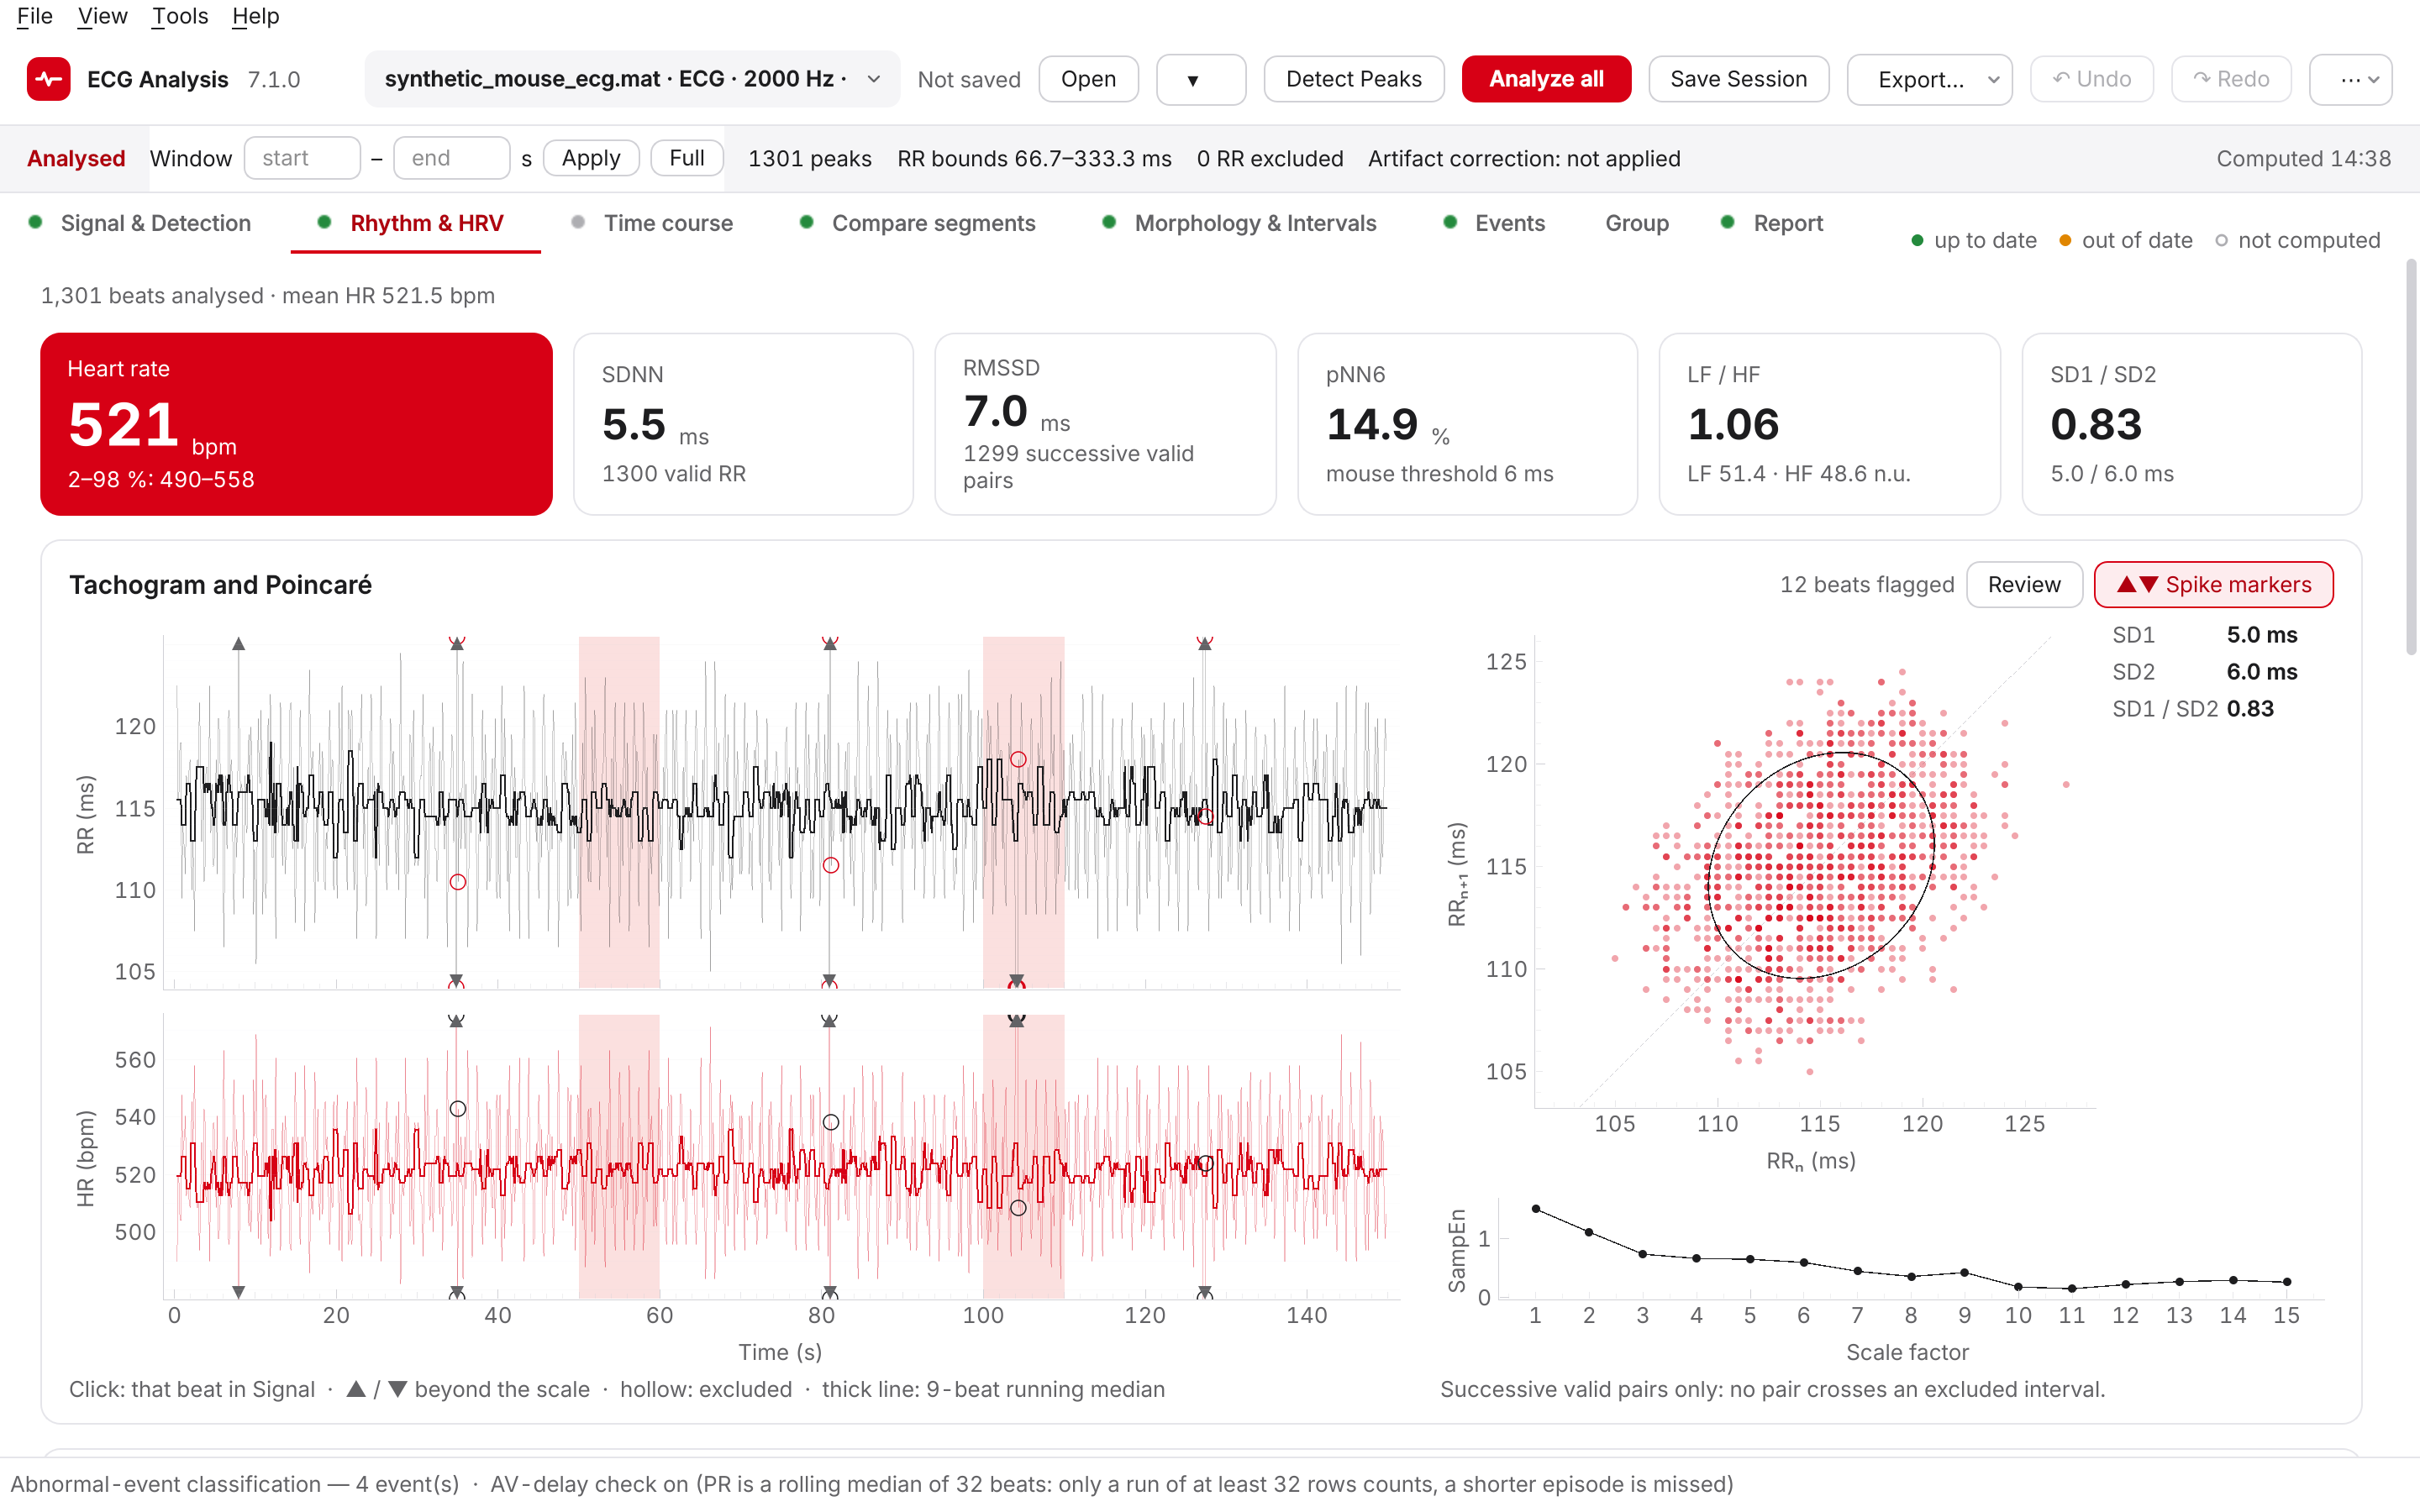 File View Tools Help
ECG Analysis 7.1.0 synthetic_mouse_ecg.mat · ECG · 2000 Hz · Not saved Open ▼ Detect Peaks Analyze all Save Session Export... ↶ Undo ↷ Redo ...
Analysed Window start – end s Apply Full 1301 peaks RR bounds 66.7–333.3 ms 0 RR excluded Artifact correction: not applied Computed 14:38
Signal & Detection Rhythm & HRV Time course Compare segments Morphology & Intervals Events Group Report
up to date out of date not computed
1,301 beats analysed · mean HR 521.5 bpm
Heart rate
521 bpm
2–98 %: 490–558
SDNN
5.5 ms
1300 valid RR
RMSSD
7.0 ms
1299 successive valid
pairs
pNN6
14.9 %
mouse threshold 6 ms
LF / HF
1.06
LF 51.4 · HF 48.6 n.u.
SD1 / SD2
0.83
5.0 / 6.0 ms
Tachogram and Poincaré
12 beats flagged Review ▲▼ Spike markers
RR (ms)
120
115
110
105
HR (bpm)
560
540
520
500
0 20 40 60 80 100 120 140
Time (s)
Click: that beat in Signal · ▲ / ▼ beyond the scale · hollow: excluded · thick line: 9-beat running median
SD1 5.0 ms
SD2 6.0 ms
SD1 / SD2 0.83
RRₙ₊₁ (ms)
125
120
115
110
105
105 110 115 120 125
RRₙ (ms)
SampEn
1
0
1 2 3 4 5 6 7 8 9 10 11 12 13 14 15
Scale factor
Successive valid pairs only: no pair crosses an excluded interval.
Abnormal-event classification — 4 event(s) · AV-delay check on (PR is a rolling median of 32 beats: only a run of at least 32 rows counts, a shorter episode is missed)